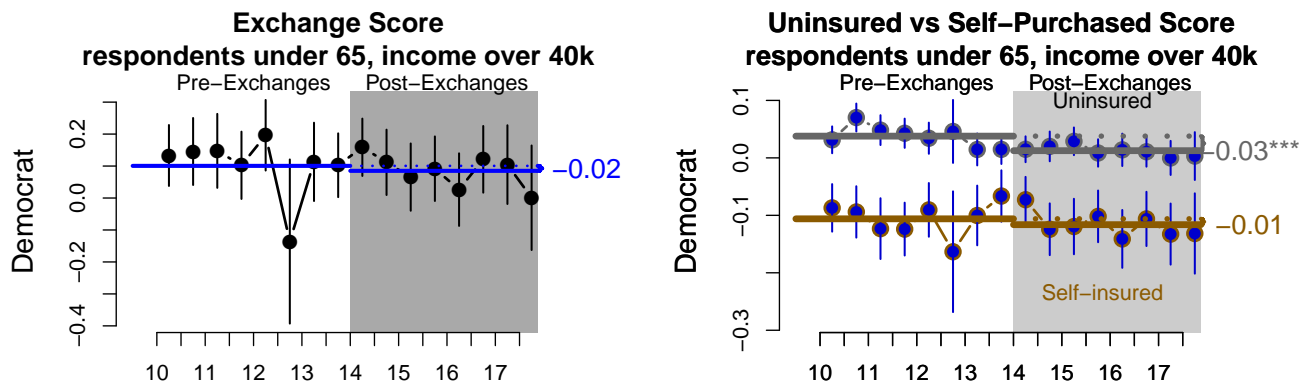 Exchange Score
respondents under 65, income over 40k
Pre−Exchanges
Post−Exchanges
Democrat
0.2
0.0
−0.2
−0.4
−0.02
10 11 12 13 14 15 16 17
Uninsured vs Self−Purchased Score
respondents under 65, income over 40k
Pre−Exchanges
Post−Exchanges
Uninsured
Democrat
0.1
0.0
−0.1
−0.3
−0.03***
−0.01
Self−insured
10 11 12 13 14 15 16 17